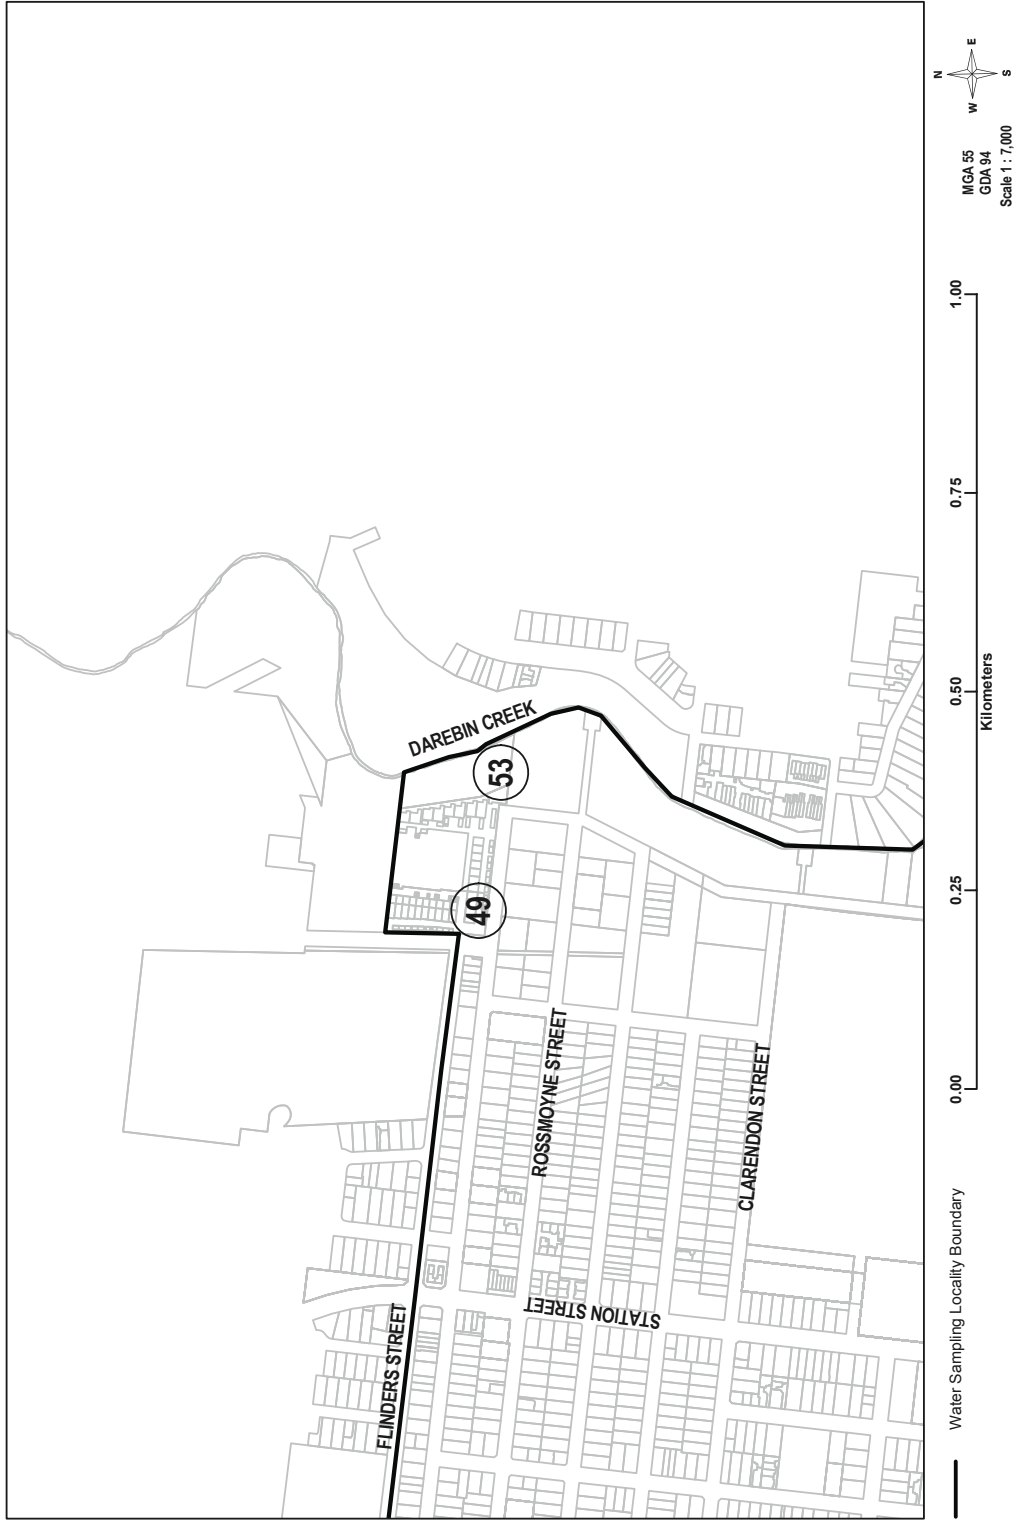 FLINDERS STREET
STATION STREET
ROSSMOYNE STREET
CLARENDON STREET
DAREBIN CREEK
49
53
Water Sampling Locality Boundary
0.00
0.25
0.50
0.75
1.00
Kilometers
MGA 55
GDA 94
Scale 1 : 7,000
N
E
S
W